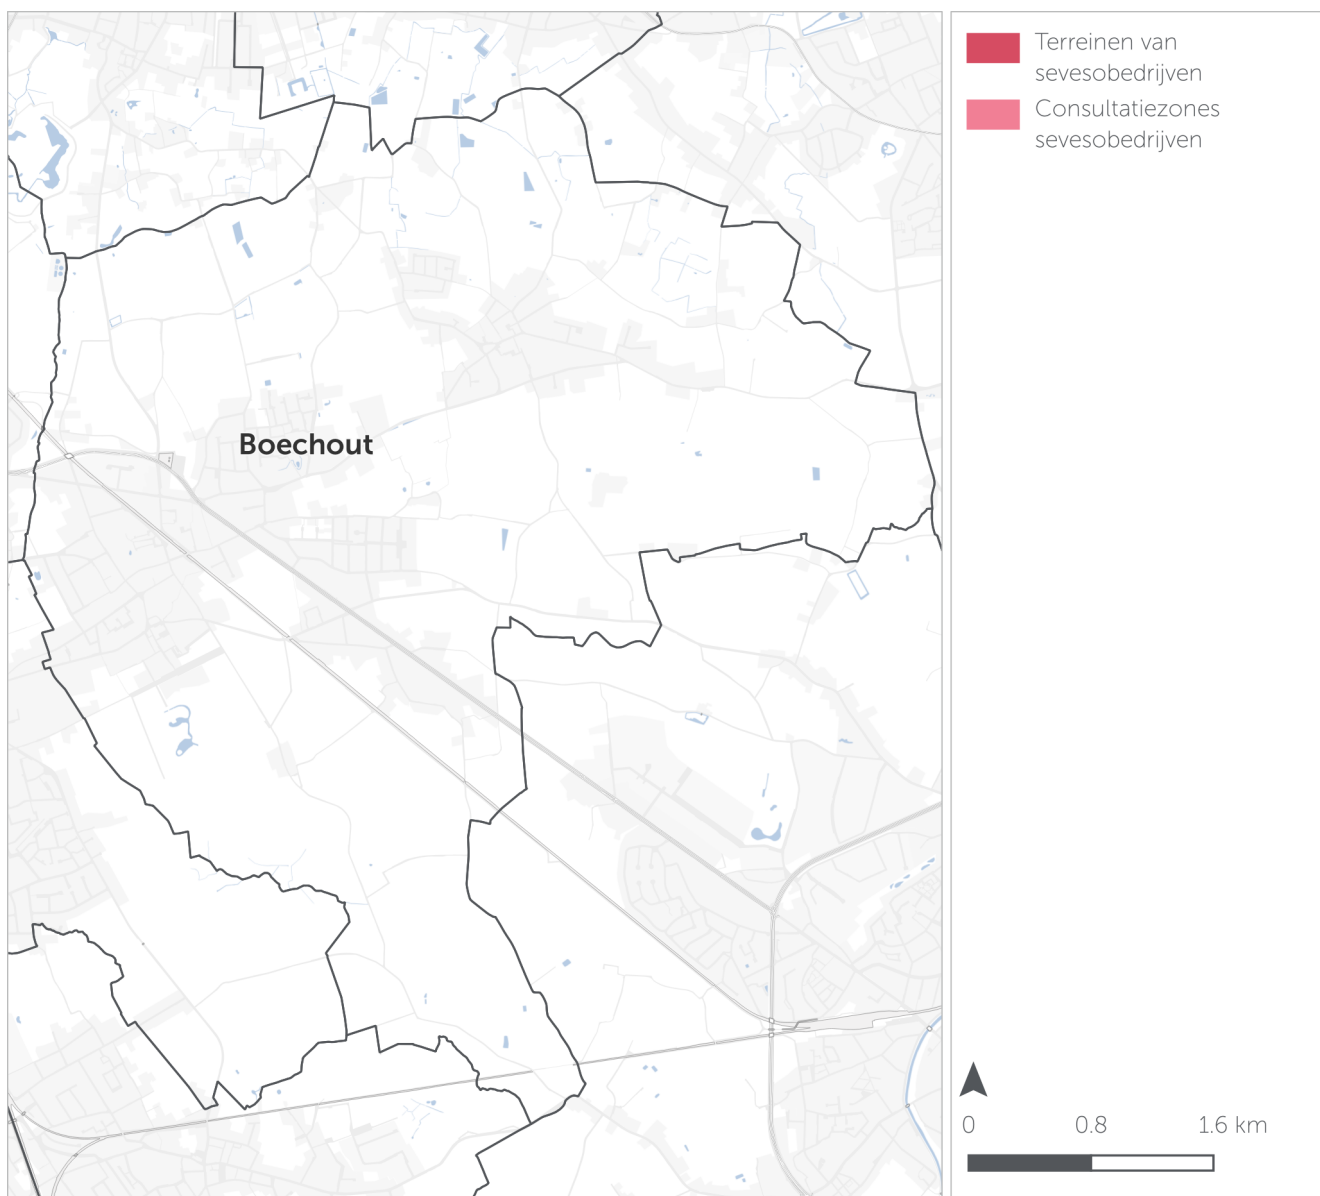 Terreinen van
sevesobedrijven
Consultatiezones
sevesobedrijven
Boechout
0 0.8 1.6 km